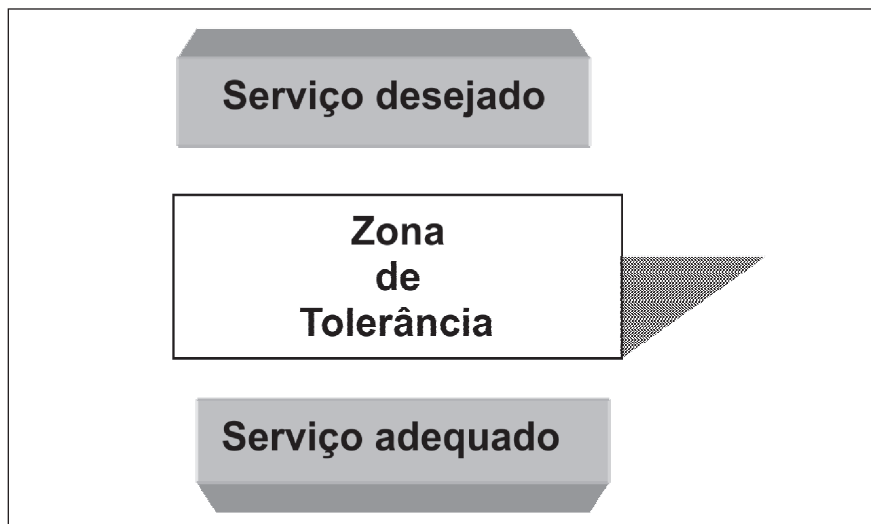 Serviço desejado
Zona
de
Tolerância
Serviço adequado